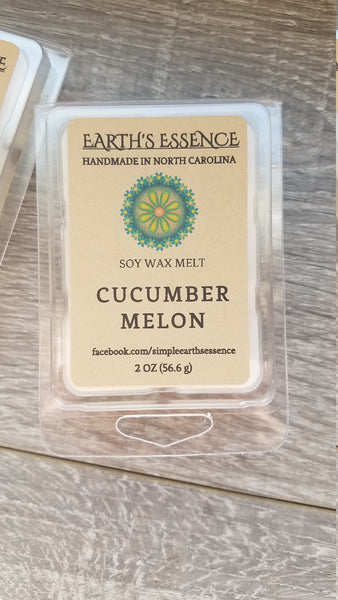 EARTH'S ESSENCE
HANDMADE IN NORTH CAROLINA
SOY WAX MELT
CUCUMBER
MELON
facebook.com/simpleearthsessence
2 OZ (56.6 g)